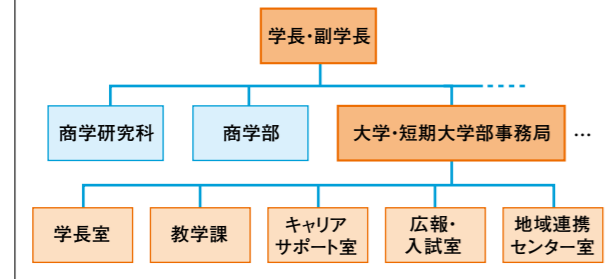 学長・副学長
商学研究科
商学部
大学・短期大学部事務局
…
学長室
教学課
キャリア
サポート室
広報・
入試室
地域連携
センター室